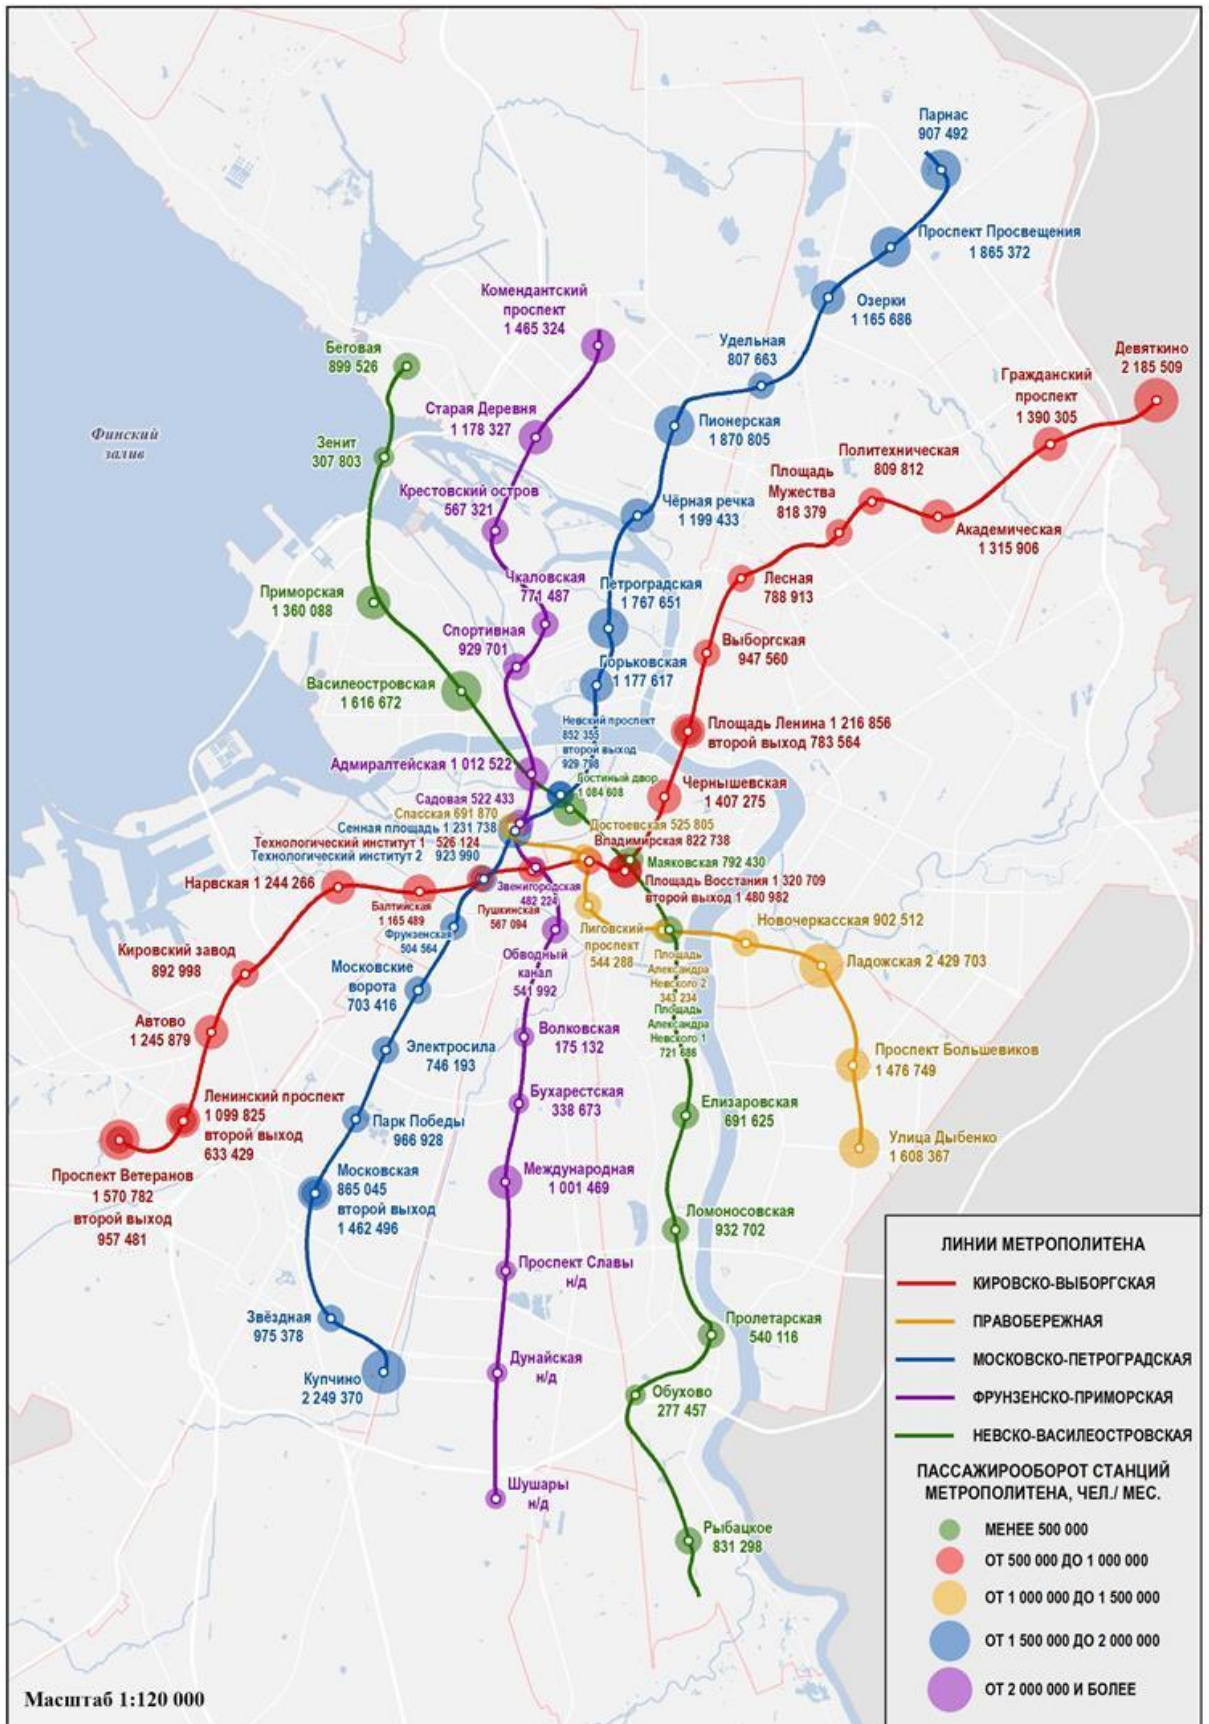 Парнас
907 492
Проспект Просвещения
1 865 372
Озерки
1 165 686
Комендантский
проспект
1 465 324
Удельная
807 663
Беговая
899 526
Девяткино
2 185 509
Гражданский
проспект
1 390 305
Старая Деревня
1 178 327
Пионерская
1 870 805
Финский
залив
Зенит
307 803
Политехническая
809 812
Площадь
Мужества
818 379
Крестовский остров
567 321
Чёрная речка
1 199 433
Академическая
1 315 906
Чкаловская
771 487
Петроградская
1 767 651
Лесная
788 913
Приморская
1 360 088
Спортивная
929 701
Выборгская
947 560
Горьковская
1 177 617
Василеостровская
1 616 672
Невский проспект
852 355
второй выход
929 798
Площадь Ленина 1 216 856
второй выход 783 564
Адмиралтейская 1 012 522
Гостиный двор
1 084 608
Чернышевская
1 407 275
Садовая 522 433
Спасская 691 870
Сенная площадь 1 231 738
Достоевская 525 805
Технологический институт 1 526 124
Технологический институт 2 923 990
Владимирская 822 738
Маяковская 792 430
Площадь Восстания 1 320 709
второй выход 1 480 982
Нарвская 1 244 266
Звенигородская
482 224
Балтийская
1 165 489
Пушкинская
567 094
Фрунзенская
504 564
Лиговский
проспект
544 288
Новочеркасская 902 512
Кировский завод
892 998
Обводный
канал
541 992
Площадь
Александра
Невского 2
343 234
Ладожская 2 429 703
Московские
ворота
703 416
Площадь
Александра
Невского 1
721 686
Автово
1 245 879
Волковская
175 132
Электросила
746 193
Проспект Большевиков
1 476 749
Ленинский проспект
1 099 825
второй выход
633 429
Бухарестская
338 673
Елизаровская
691 625
Парк Победы
966 928
Улица Дыбенко
1 608 367
Проспект Ветеранов
1 570 782
второй выход
957 481
Московская
865 045
второй выход
1 462 496
Международная
1 001 469
Ломоносовская
932 702
Проспект Славы
н/д
Звёздная
975 378
Пролетарская
540 116
Купчино
2 249 370
Дунайская
н/д
Обухово
277 457
Шушары
н/д
Рыбацкое
831 298
ЛИНИИ МЕТРОПОЛИТЕНА
КИРОВСКО-ВЫБОРГСКАЯ
ПРАВОБЕРЕЖНАЯ
МОСКОВСКО-ПЕТРОГРАДСКАЯ
ФРУНЗЕНСКО-ПРИМОРСКАЯ
НЕВСКО-ВАСИЛЕОСТРОВСКАЯ
ПАССАЖИРООБОРОТ СТАНЦИЙ
МЕТРОПОЛИТЕНА, ЧЕЛ./ МЕС.
МЕНЕЕ 500 000
ОТ 500 000 ДО 1 000 000
ОТ 1 000 000 ДО 1 500 000
ОТ 1 500 000 ДО 2 000 000
ОТ 2 000 000 И БОЛЕЕ
Масштаб 1:120 000